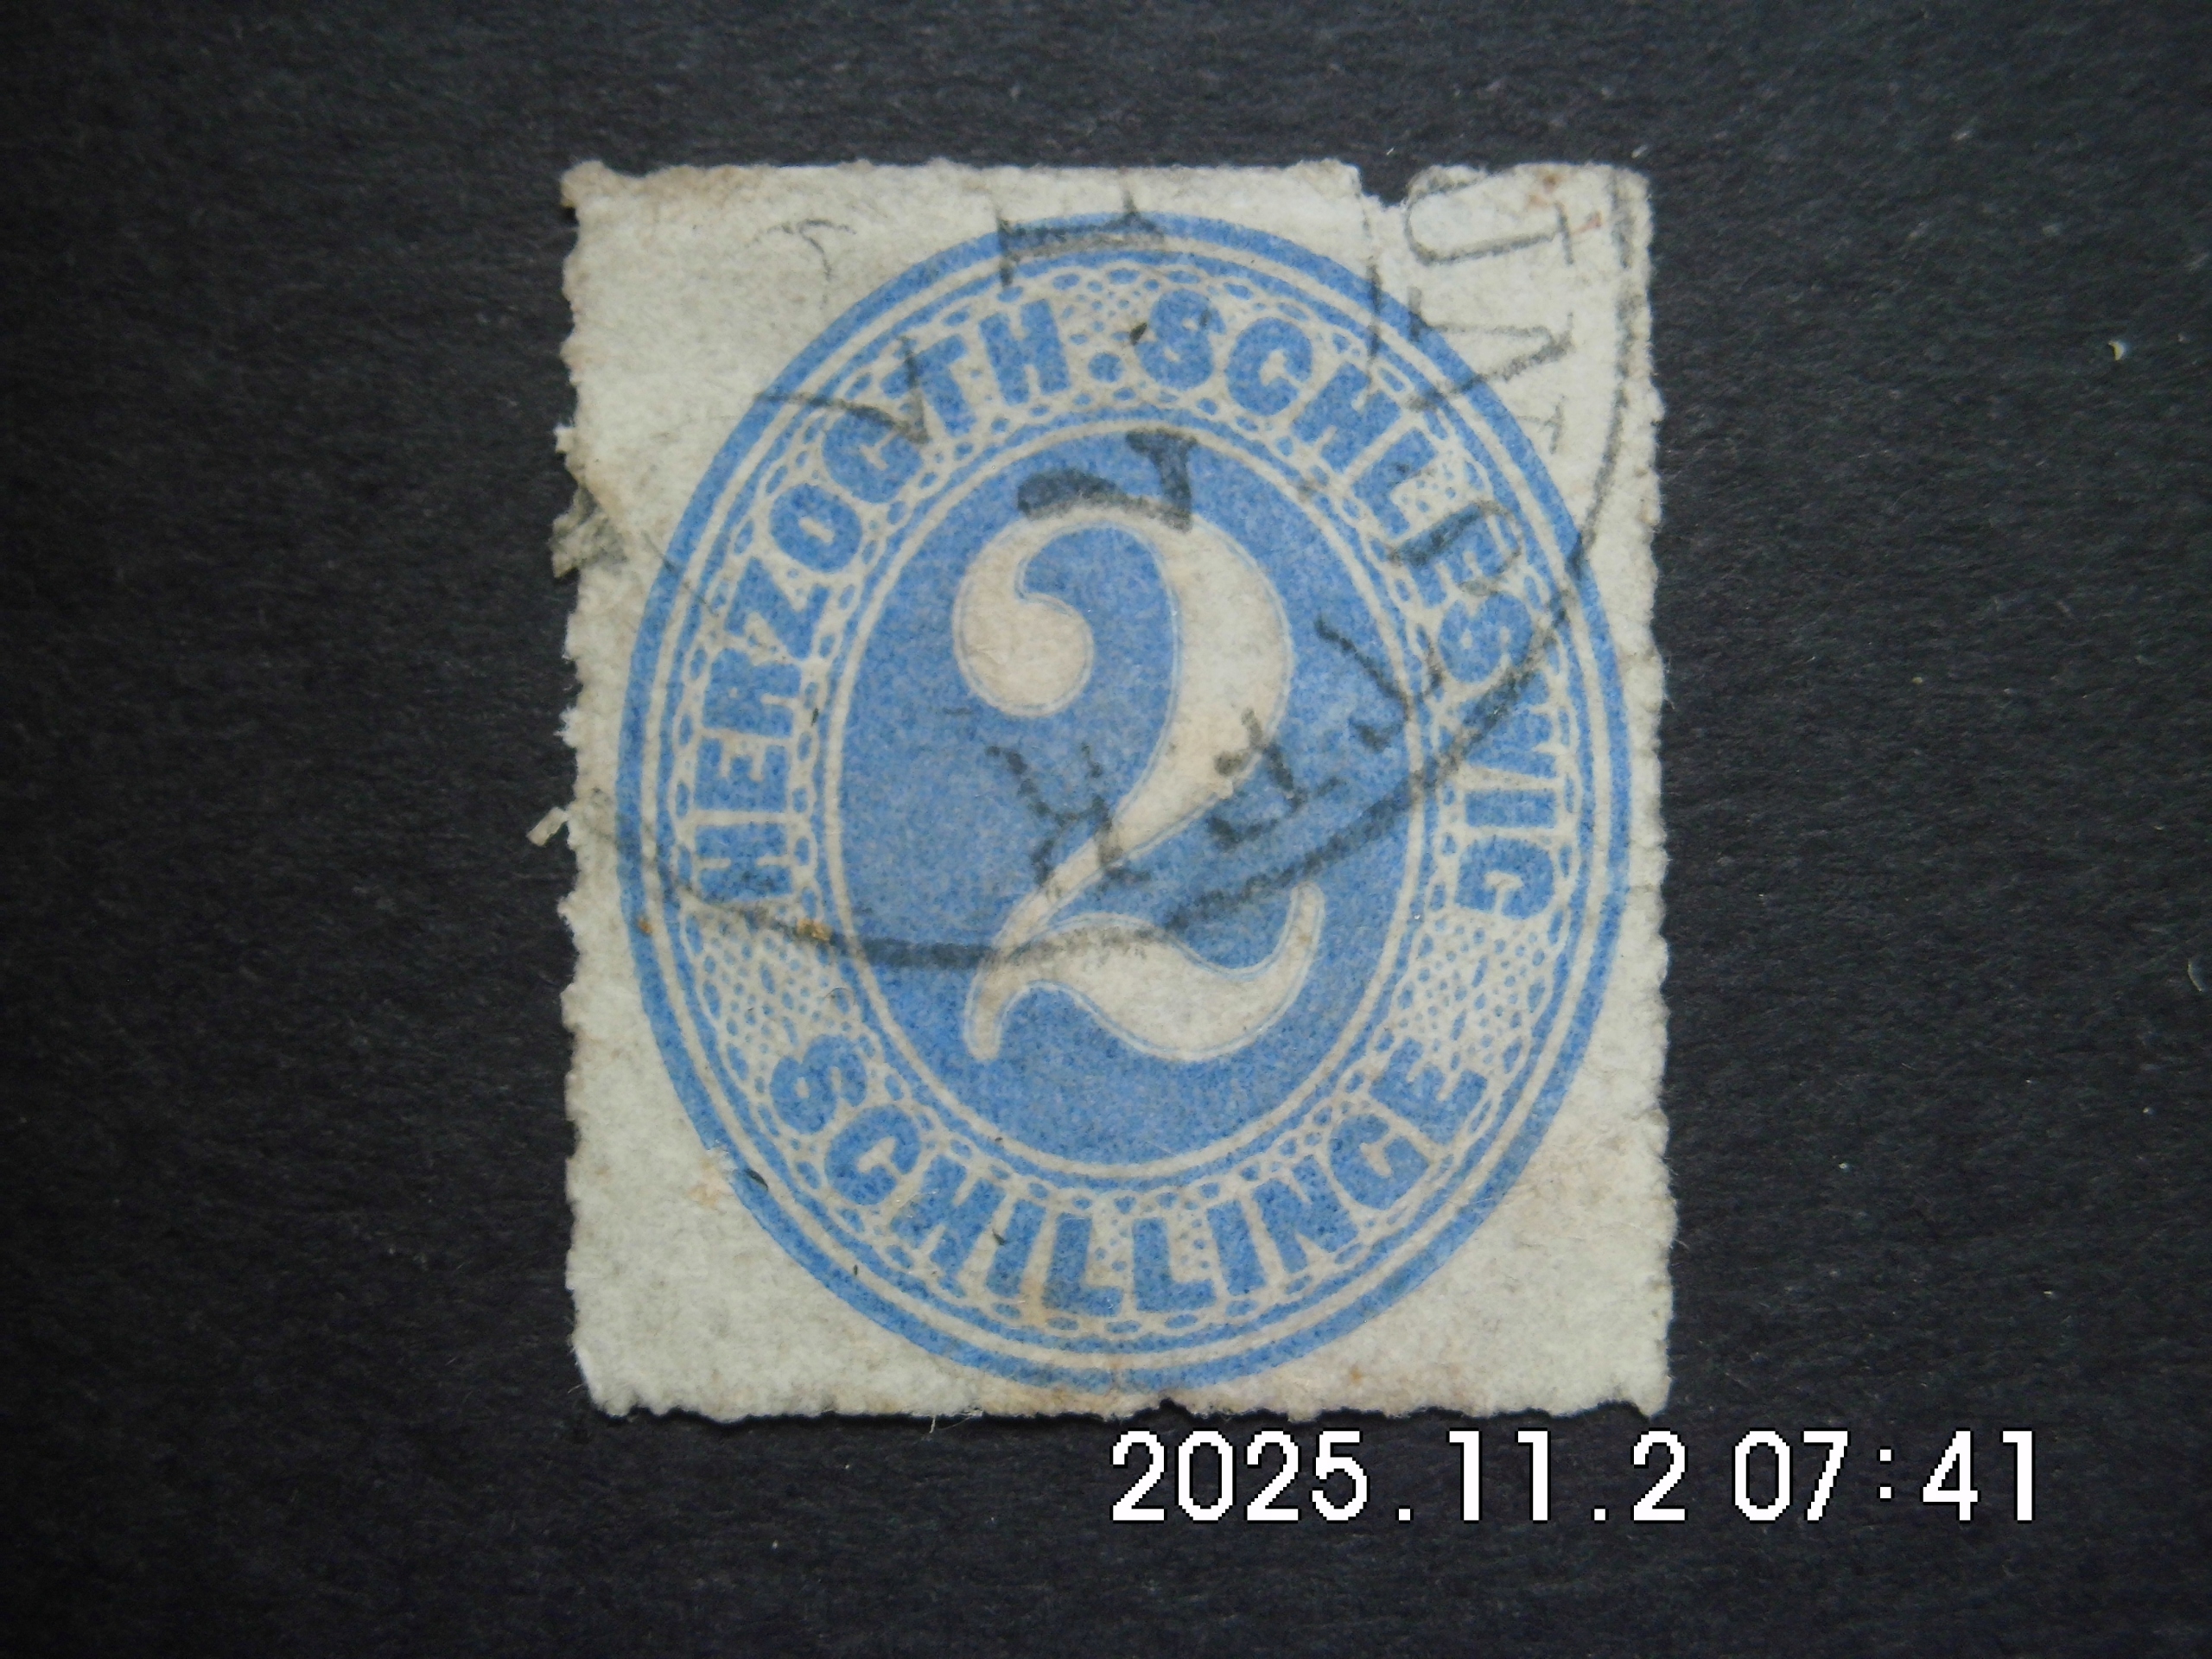 HERZOGTH. SCHLESWIG
2
SCHILLINGE
2025.11.2 07:41